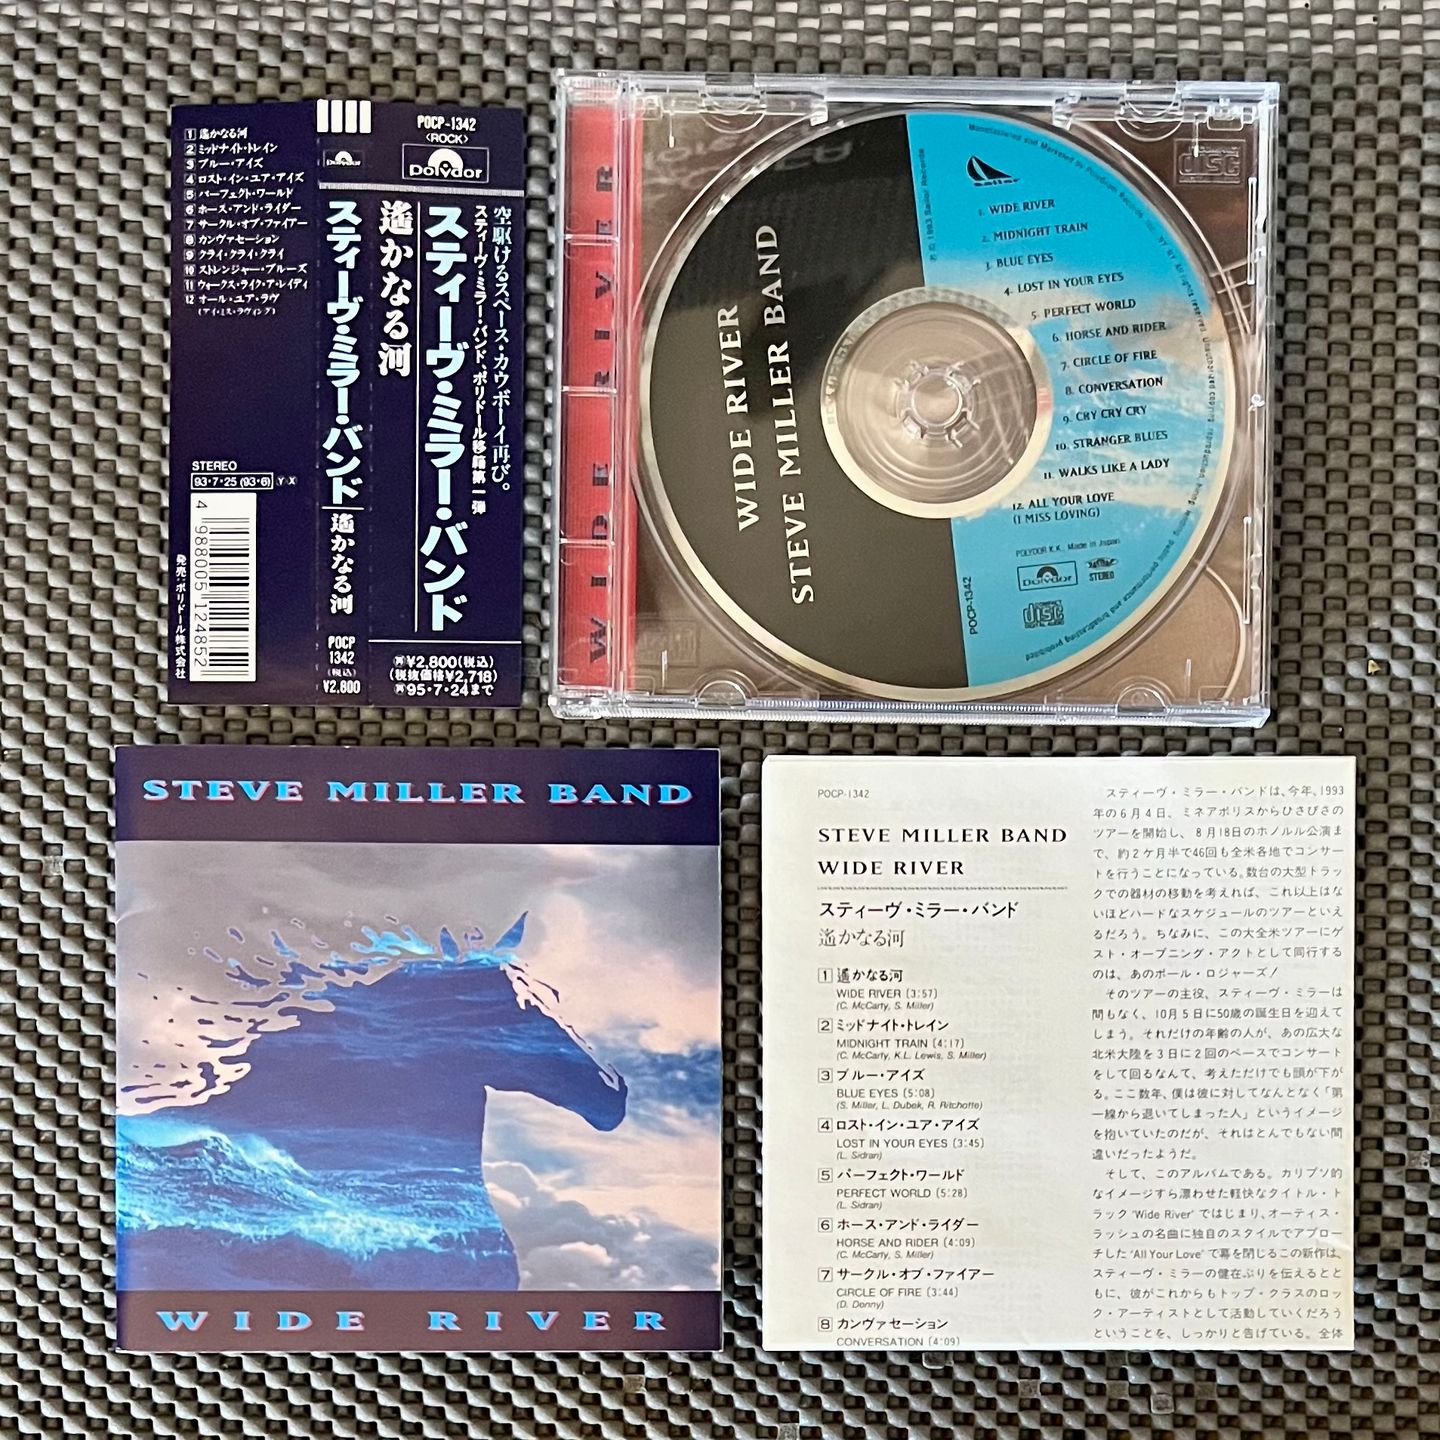 1 遙かなる河
2 ミッドナイト・トレイン
3 ブルー・アイズ
4 ロスト・イン・ユア・アイズ
5 パーフェクト・ワールド
6 ホース・アンド・ライダー
7 サークル・オブ・ファイアー
8 カンヴァセーション
9 クライ・クライ・クライ
10 ストレンジャー・ブルーズ
11 ウォークス・ライク・ア・レイディ
12 オール・ユア・ラヴ
(アイ・ミス・ラヴィング)
STEREO
93・7・25 (93・6) Y X
4 988005 124852
発売:ポリドール株式会社
polydor
スティーヴ・ミラー・バンド
遙かなる河
POCP
1342
(税込)
¥2,800
POCP-1342
〈ROCK〉
polydor
空駆けるスペース・カウボーイ再び。
スティーヴ・ミラー・バンド、ポリドール移籍第一弾
スティーヴ・ミラー・バンド
遙かなる河
再¥2,800(税込)
(税抜価格¥2,718)
再95・7・24まで
WIDE RIVER
WIDE RIVER
STEVE MILLER BAND
sailor
℗ © 1993 Sailor Records
1. WIDE RIVER
2. MIDNIGHT TRAIN
3. BLUE EYES
4. LOST IN YOUR EYES
5. PERFECT WORLD
6. HORSE AND RIDER
7. CIRCLE OF FIRE
8. CONVERSATION
9. CRY CRY CRY
10. STRANGER BLUES
11. WALKS LIKE A LADY
12. ALL YOUR LOVE
(I MISS LOVING)
POLYDOR K.K., Made in Japan
polydor
STEREO
COMPACT
disc
DIGITAL AUDIO
POCP-1342
COMPACT
disc
STEVE MILLER BAND
WIDE RIVER
POCP-1342
STEVE MILLER BAND
WIDE RIVER
スティーヴ・ミラー・バンド
遙かなる河
1 遙かなる河
WIDE RIVER (3:57)
(C. McCarty, S. Miller)
2 ミッドナイト・トレイン
MIDNIGHT TRAIN (4:17)
(C. McCarty, K.L. Lewis, S. Miller)
3 ブルー・アイズ
BLUE EYES (5:08)
(S. Miller, L. Dubek, R. Ritchotte)
4 ロスト・イン・ユア・アイズ
LOST IN YOUR EYES (3:45)
(L. Sidran)
5 パーフェクト・ワールド
PERFECT WORLD (5:28)
(L. Sidran)
6 ホース・アンド・ライダー
HORSE AND RIDER (4:09)
(C. McCarty, S. Miller)
7 サークル・オブ・ファイアー
CIRCLE OF FIRE (3:44)
(D. Denny)
8 カンヴァセーション
CONVERSATION (4:09)
スティーヴ・ミラー・バンドは、今年、1993
年の6月4日、ミネアポリスからひさびさの
ツアーを開始し、8月18日のホノルル公演ま
で、約2ケ月半で46回も全米各地でコンサー
トを行うことになっている。数台の大型トラッ
クでの器材の移動を考えれば、これ以上はな
いほどハードなスケジュールのツアーといえ
るだろう。ちなみに、この大全米ツアーにゲ
スト・オープニング・アクトとして同行する
のは、あのポール・ロジャーズ!
そのツアーの主役、スティーヴ・ミラーは
間もなく、10月5日に50歳の誕生日を迎えて
しまう。それだけの年齢の人が、あの広大な
北米大陸を3日に2回のペースでコンサート
をして回るなんて、考えただけでも頭が下が
る。ここ数年、僕は彼に対してなんとなく「第
一線から退いてしまった人」というイメージ
を抱いていたのだが、それはとんでもない間
違いだったようだ。
そして、このアルバムである。カリプソ的
なイメージすら漂わせた軽快なタイトル・ト
ラック'Wide River'ではじまり、オーティス・
ラッシュの名曲に独自のスタイルでアプロー
チした'All Your Love'で幕を閉じるこの新作は、
スティーヴ・ミラーの健在ぶりを伝えるとと
もに、彼がこれからもトップ・クラスのロッ
ク・アーティストとして活動していくだろう
ということを、しっかりと告げている。全体